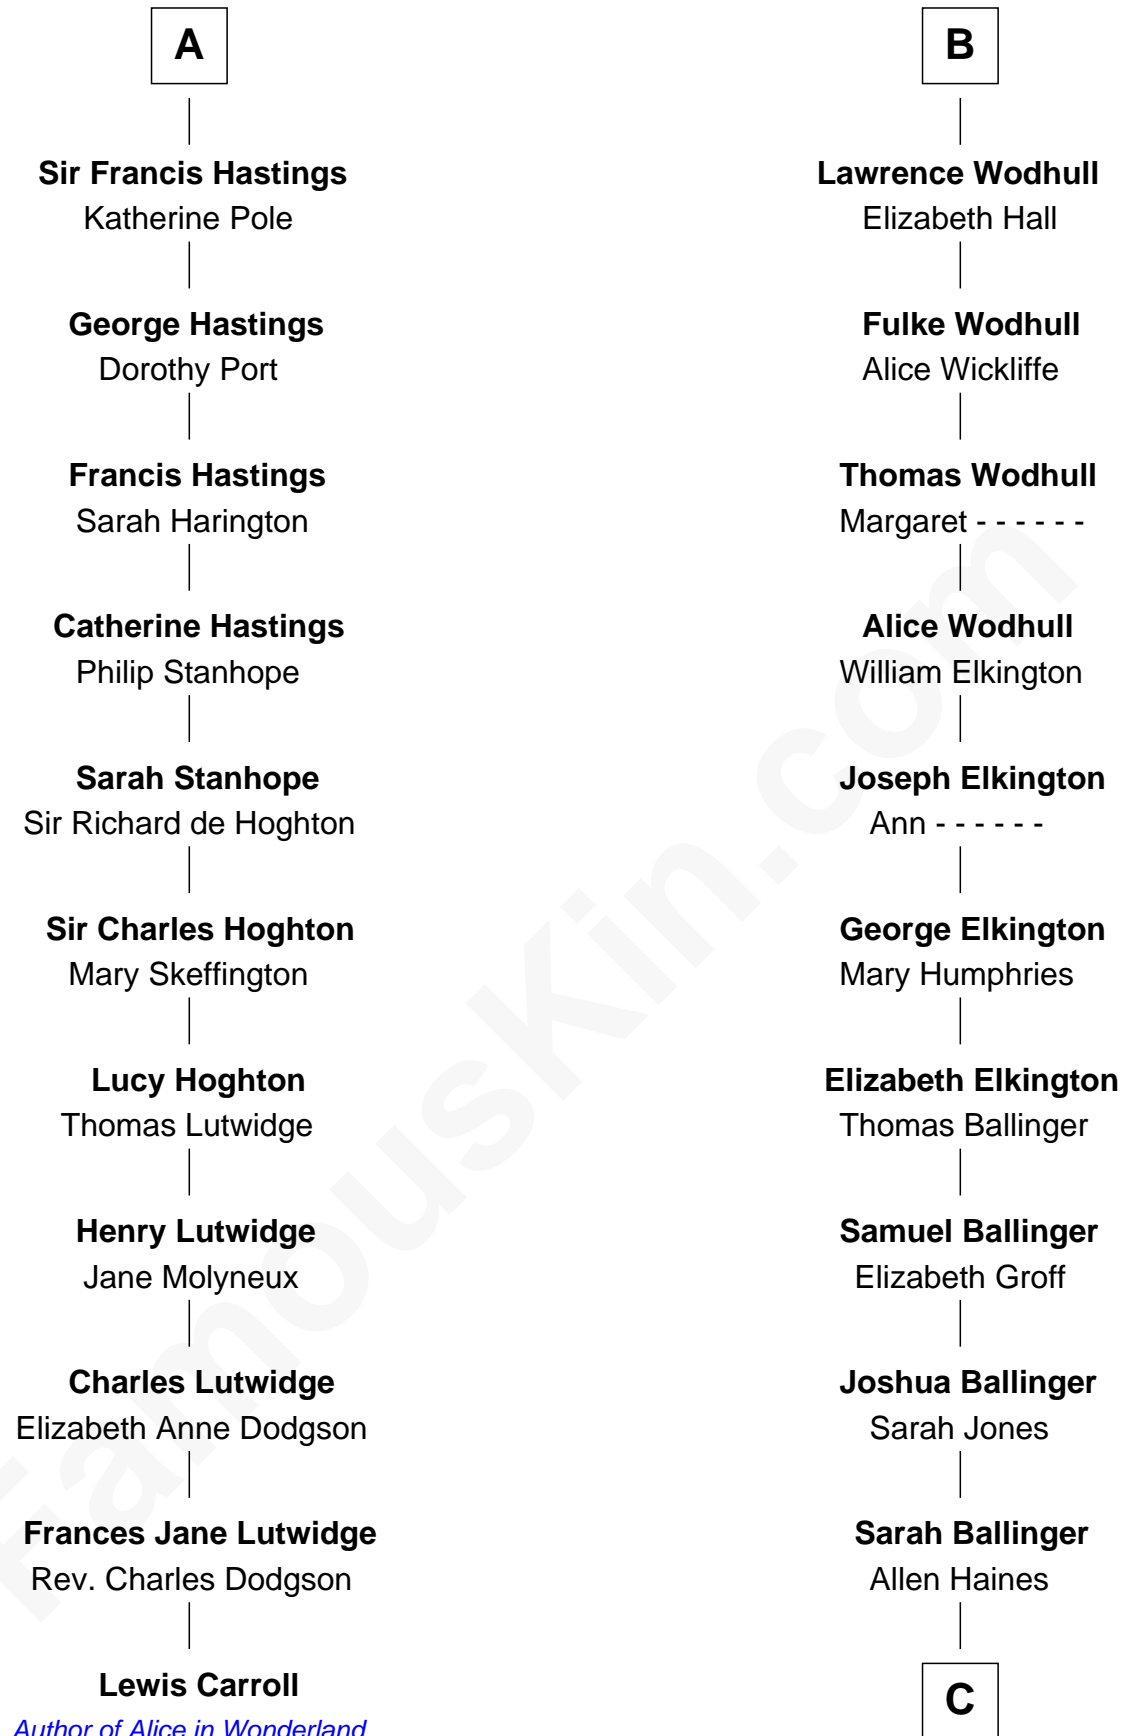 A
Sir Francis Hastings
Katherine Pole
George Hastings
Dorothy Port
Francis Hastings
Sarah Harington
Catherine Hastings
Philip Stanhope
Sarah Stanhope
Sir Richard de Hoghton
Sir Charles Hoghton
Mary Skeffington
Lucy Hoghton
Thomas Lutwidge
Henry Lutwidge
Jane Molyneux
Charles Lutwidge
Elizabeth Anne Dodgson
Frances Jane Lutwidge
Rev. Charles Dodgson
Lewis Carroll
Author of Alice in Wonderland
B
Lawrence Wodhull
Elizabeth Hall
Fulke Wodhull
Alice Wickliffe
Thomas Wodhull
Margaret - - - - - -
Alice Wodhull
William Elkington
Joseph Elkington
Ann - - - - - -
George Elkington
Mary Humphries
Elizabeth Elkington
Thomas Ballinger
Samuel Ballinger
Elizabeth Groff
Joshua Ballinger
Sarah Jones
Sarah Ballinger
Allen Haines
C
FamousKin.com